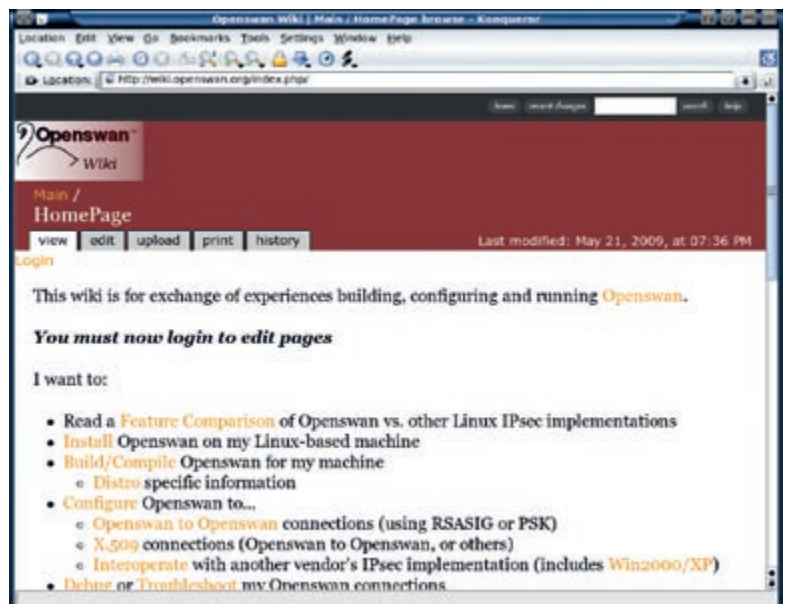 Openswan Wiki | Main / HomePage browse - Konqueror
Location Edit View Go Bookmarks Tools Settings Window Help
Location: http://wiki.openswan.org/index.php/
home recent changes search help
Openswan™
Wiki
Main /
HomePage
view edit upload print history
Last modified: May 21, 2009, at 07:36 PM
Login
This wiki is for exchange of experiences building, configuring and running Openswan.
You must now login to edit pages
I want to:
• Read a Feature Comparison of Openswan vs. other Linux IPsec implementations
• Install Openswan on my Linux-based machine
• Build/Compile Openswan for my machine
◦ Distro specific information
• Configure Openswan to...
◦ Openswan to Openswan connections (using RSASIG or PSK)
◦ X.509 connections (Openswan to Openswan, or others)
◦ Interoperate with another vendor's IPsec implementation (includes Win2000/XP)
• Debug or Troubleshoot my Openswan connections